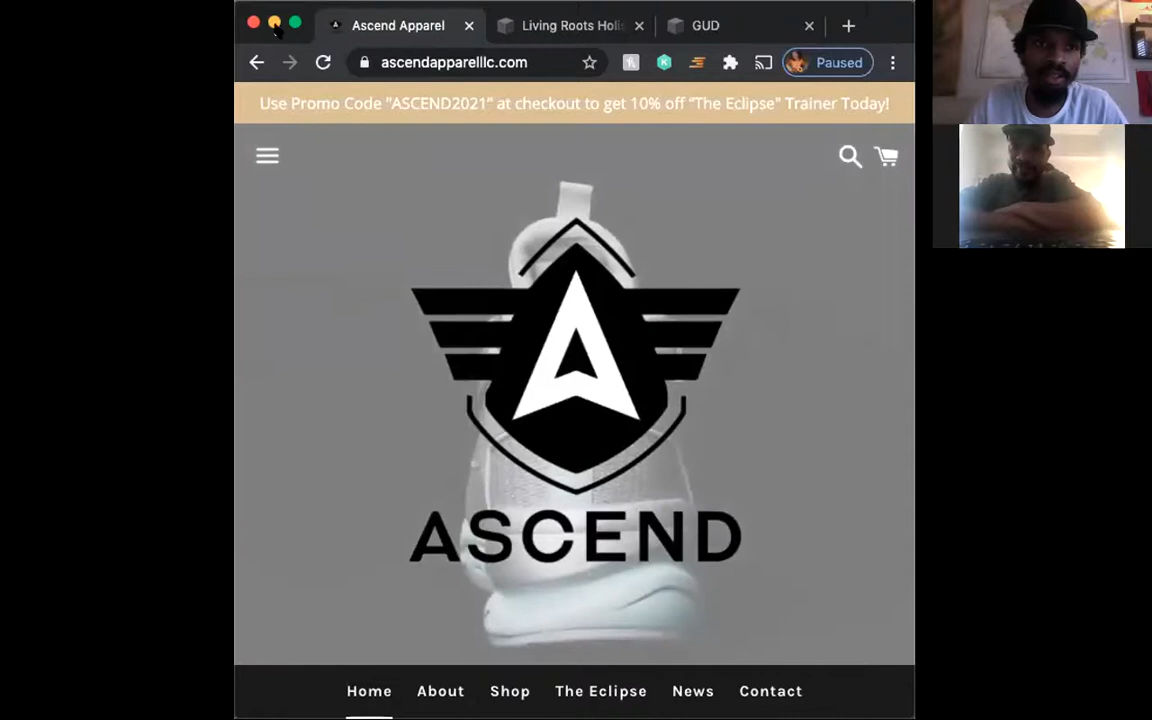 Ascend Apparel
Living Roots Holis
GUD
ascendapparelllc.com
Paused
Use Promo Code "ASCEND2021" at checkout to get 10% off "The Eclipse" Trainer Today!
ASCEND
Home About Shop The Eclipse News Contact